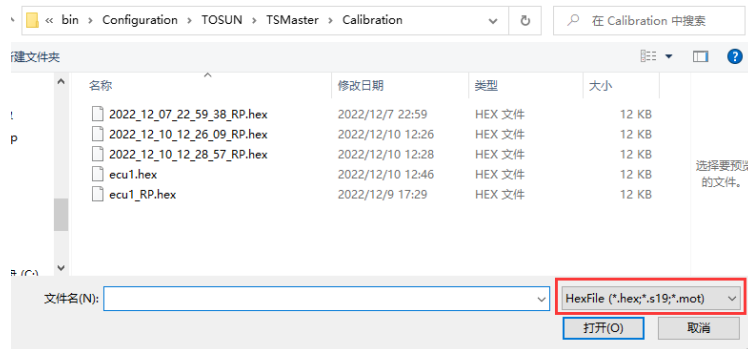 « bin › Configuration › TOSUN › TSMaster › Calibration
在 Calibration 中搜索
新建文件夹
名称 修改日期 类型 大小
2022_12_07_22_59_38_RP.hex 2022/12/7 22:59 HEX 文件 12 KB
2022_12_10_12_26_09_RP.hex 2022/12/10 12:26 HEX 文件 12 KB
2022_12_10_12_28_57_RP.hex 2022/12/10 12:28 HEX 文件 12 KB
ecu1.hex 2022/12/10 12:46 HEX 文件 12 KB
ecu1_RP.hex 2022/12/9 17:29 HEX 文件 12 KB
选择要预览
的文件。
(C:)
文件名(N):
HexFile (*.hex;*.s19;*.mot)
打开(O) 取消